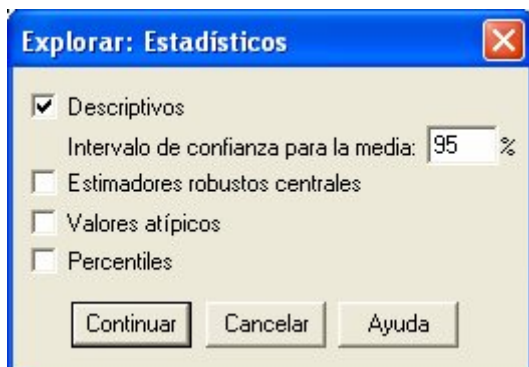 Explorar: Estadísticos
Descriptivos
Intervalo de confianza para la media: 95 %
Estimadores robustos centrales
Valores atípicos
Percentiles
Continuar Cancelar Ayuda